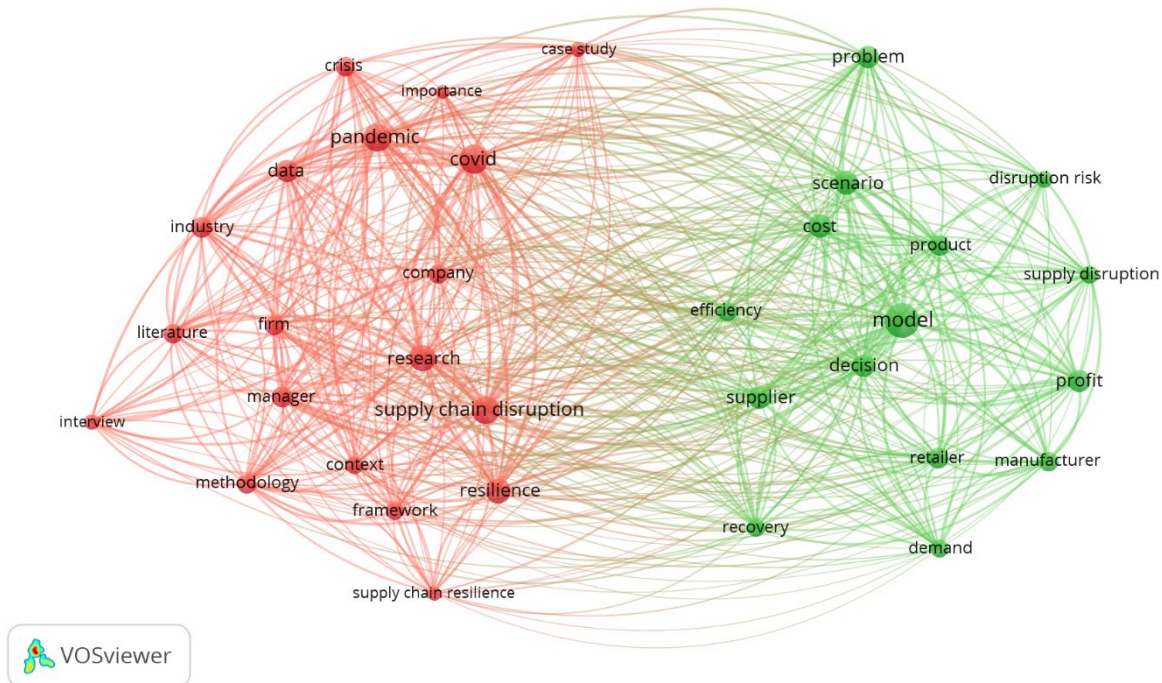 case study
problem
crisis
importance
pandemic
covid
data
scenario
disruption risk
industry
cost
product
company
supply disruption
efficiency
model
literature
firm
research
decision
profit
manager
supplier
supply chain disruption
interview
context
retailer
manufacturer
methodology
resilience
framework
recovery
demand
supply chain resilience
VOSviewer